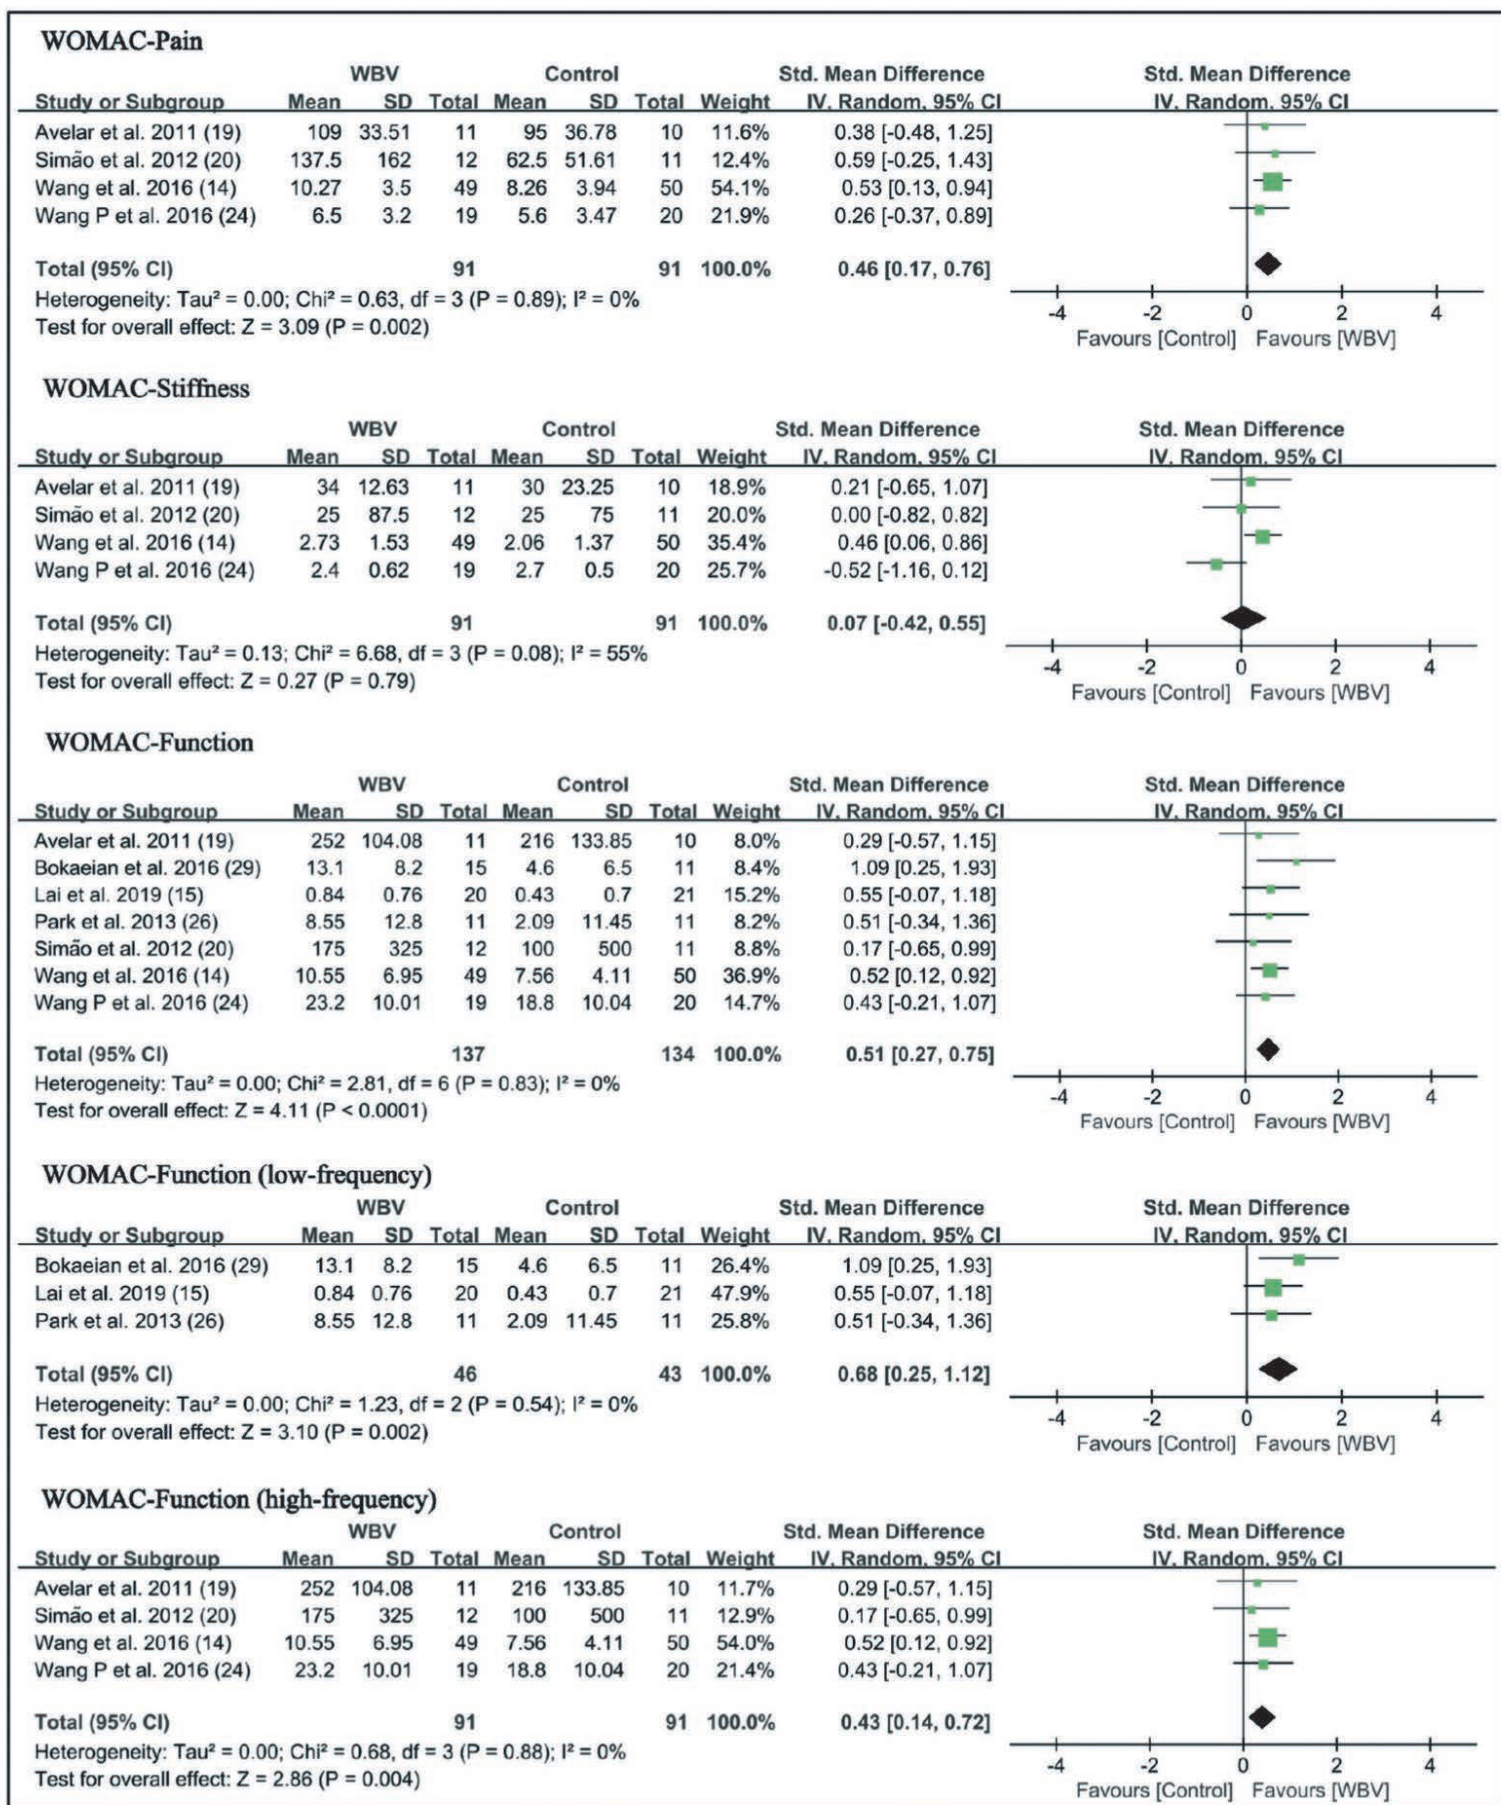 WOMAC-Pain
WBV Control Std. Mean Difference Std. Mean Difference
Study or Subgroup Mean SD Total Mean SD Total Weight IV, Random, 95% CI IV, Random, 95% CI
Avelar et al. 2011 (19) 109 33.51 11 95 36.78 10 11.6% 0.38 [-0.48, 1.25]
Simão et al. 2012 (20) 137.5 162 12 62.5 51.61 11 12.4% 0.59 [-0.25, 1.43]
Wang et al. 2016 (14) 10.27 3.5 49 8.26 3.94 50 54.1% 0.53 [0.13, 0.94]
Wang P et al. 2016 (24) 6.5 3.2 19 5.6 3.47 20 21.9% 0.26 [-0.37, 0.89]
Total (95% CI) 91 91 100.0% 0.46 [0.17, 0.76]
Heterogeneity: Tau² = 0.00; Chi² = 0.63, df = 3 (P = 0.89); I² = 0%
Test for overall effect: Z = 3.09 (P = 0.002)
-4 -2 0 2 4
Favours [Control] Favours [WBV]
WOMAC-Stiffness
WBV Control Std. Mean Difference Std. Mean Difference
Study or Subgroup Mean SD Total Mean SD Total Weight IV, Random, 95% CI IV, Random, 95% CI
Avelar et al. 2011 (19) 34 12.63 11 30 23.25 10 18.9% 0.21 [-0.65, 1.07]
Simão et al. 2012 (20) 25 87.5 12 25 75 11 20.0% 0.00 [-0.82, 0.82]
Wang et al. 2016 (14) 2.73 1.53 49 2.06 1.37 50 35.4% 0.46 [0.06, 0.86]
Wang P et al. 2016 (24) 2.4 0.62 19 2.7 0.5 20 25.7% -0.52 [-1.16, 0.12]
Total (95% CI) 91 91 100.0% 0.07 [-0.42, 0.55]
Heterogeneity: Tau² = 0.13; Chi² = 6.68, df = 3 (P = 0.08); I² = 55%
Test for overall effect: Z = 0.27 (P = 0.79)
-4 -2 0 2 4
Favours [Control] Favours [WBV]
WOMAC-Function
WBV Control Std. Mean Difference Std. Mean Difference
Study or Subgroup Mean SD Total Mean SD Total Weight IV, Random, 95% CI IV, Random, 95% CI
Avelar et al. 2011 (19) 252 104.08 11 216 133.85 10 8.0% 0.29 [-0.57, 1.15]
Bokaeian et al. 2016 (29) 13.1 8.2 15 4.6 6.5 11 8.4% 1.09 [0.25, 1.93]
Lai et al. 2019 (15) 0.84 0.76 20 0.43 0.7 21 15.2% 0.55 [-0.07, 1.18]
Park et al. 2013 (26) 8.55 12.8 11 2.09 11.45 11 8.2% 0.51 [-0.34, 1.36]
Simão et al. 2012 (20) 175 325 12 100 500 11 8.8% 0.17 [-0.65, 0.99]
Wang et al. 2016 (14) 10.55 6.95 49 7.56 4.11 50 36.9% 0.52 [0.12, 0.92]
Wang P et al. 2016 (24) 23.2 10.01 19 18.8 10.04 20 14.7% 0.43 [-0.21, 1.07]
Total (95% CI) 137 134 100.0% 0.51 [0.27, 0.75]
Heterogeneity: Tau² = 0.00; Chi² = 2.81, df = 6 (P = 0.83); I² = 0%
Test for overall effect: Z = 4.11 (P < 0.0001)
-4 -2 0 2 4
Favours [Control] Favours [WBV]
WOMAC-Function (low-frequency)
WBV Control Std. Mean Difference Std. Mean Difference
Study or Subgroup Mean SD Total Mean SD Total Weight IV, Random, 95% CI IV, Random, 95% CI
Bokaeian et al. 2016 (29) 13.1 8.2 15 4.6 6.5 11 26.4% 1.09 [0.25, 1.93]
Lai et al. 2019 (15) 0.84 0.76 20 0.43 0.7 21 47.9% 0.55 [-0.07, 1.18]
Park et al. 2013 (26) 8.55 12.8 11 2.09 11.45 11 25.8% 0.51 [-0.34, 1.36]
Total (95% CI) 46 43 100.0% 0.68 [0.25, 1.12]
Heterogeneity: Tau² = 0.00; Chi² = 1.23, df = 2 (P = 0.54); I² = 0%
Test for overall effect: Z = 3.10 (P = 0.002)
-4 -2 0 2 4
Favours [Control] Favours [WBV]
WOMAC-Function (high-frequency)
WBV Control Std. Mean Difference Std. Mean Difference
Study or Subgroup Mean SD Total Mean SD Total Weight IV, Random, 95% CI IV, Random, 95% CI
Avelar et al. 2011 (19) 252 104.08 11 216 133.85 10 11.7% 0.29 [-0.57, 1.15]
Simão et al. 2012 (20) 175 325 12 100 500 11 12.9% 0.17 [-0.65, 0.99]
Wang et al. 2016 (14) 10.55 6.95 49 7.56 4.11 50 54.0% 0.52 [0.12, 0.92]
Wang P et al. 2016 (24) 23.2 10.01 19 18.8 10.04 20 21.4% 0.43 [-0.21, 1.07]
Total (95% CI) 91 91 100.0% 0.43 [0.14, 0.72]
Heterogeneity: Tau² = 0.00; Chi² = 0.68, df = 3 (P = 0.88); I² = 0%
Test for overall effect: Z = 2.86 (P = 0.004)
-4 -2 0 2 4
Favours [Control] Favours [WBV]